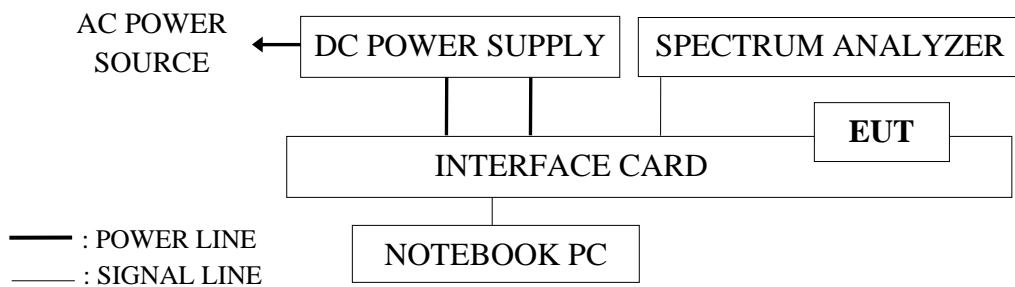 AC POWER
SOURCE
DC POWER SUPPLY
SPECTRUM ANALYZER
EUT
INTERFACE CARD
NOTEBOOK PC
: POWER LINE
: SIGNAL LINE